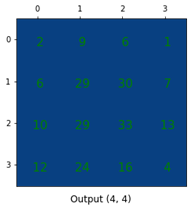 0 1 2 3
0 2 9 6 1
1 6 29 30 7
2 10 29 33 13
3 12 24 16 4
Output (4, 4)